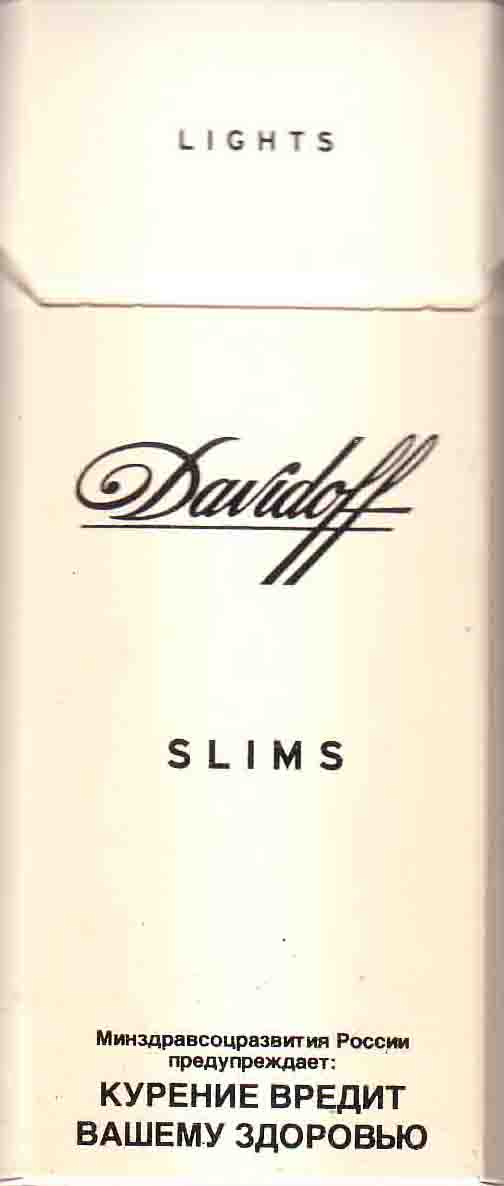 LIGHTS
Davidoff
SLIMS
Минздравсоцразвития России
предупреждает:
КУРЕНИЕ ВРЕДИТ
ВАШЕМУ ЗДОРОВЬЮ